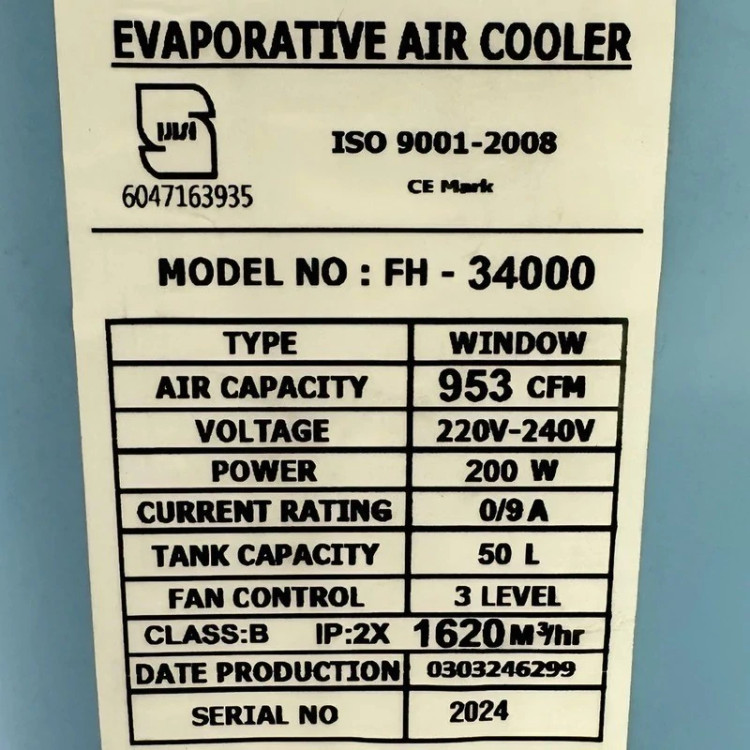 EVAPORATIVE AIR COOLER
ISO 9001-2008
CE Mark
6047163935
MODEL NO : FH - 34000
TYPE WINDOW
AIR CAPACITY 953 CFM
VOLTAGE 220V-240V
POWER 200 W
CURRENT RATING 0/9 A
TANK CAPACITY 50 L
FAN CONTROL 3 LEVEL
CLASS:B IP:2X 1620 M³/hr
DATE PRODUCTION 0303246299
SERIAL NO 2024